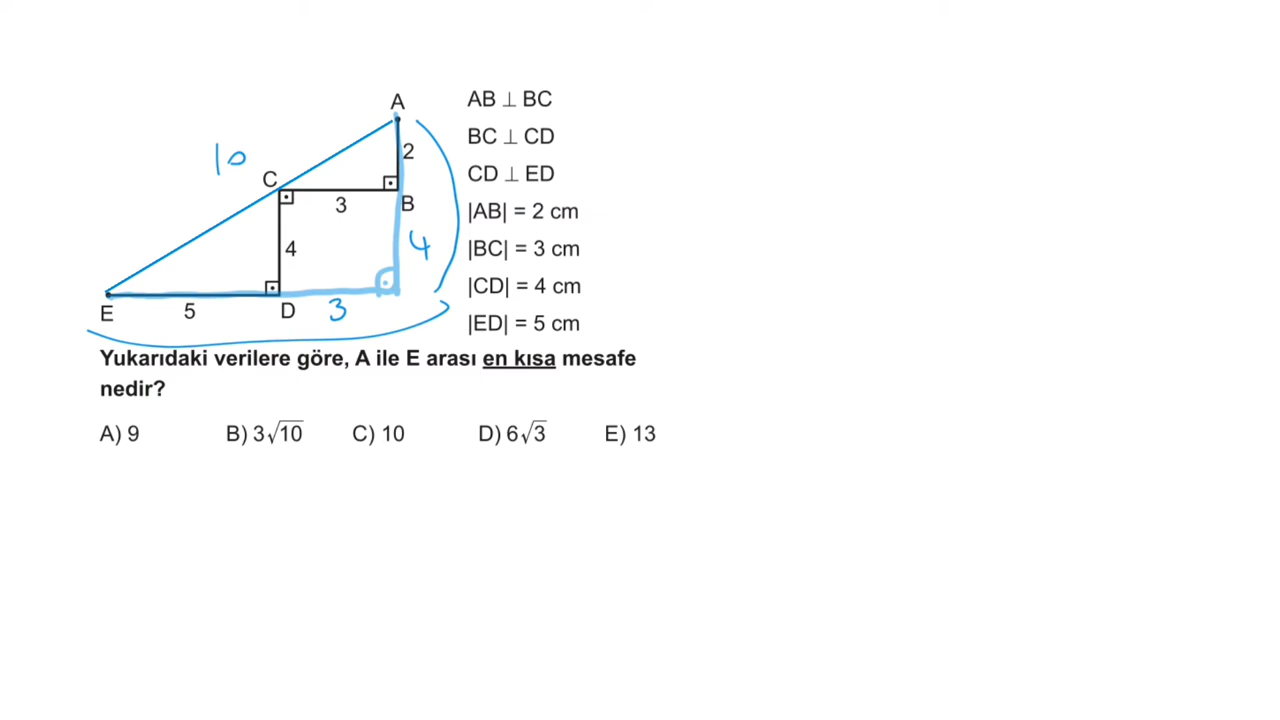 A
AB ⊥ BC
10
BC ⊥ CD
2
C
CD ⊥ ED
3
B
|AB| = 2 cm
4
4
|BC| = 3 cm
|CD| = 4 cm
E
5
D
3
|ED| = 5 cm
Yukarıdaki verilere göre, A ile E arası en kısa mesafe
nedir?
A) 9 B) 3√10 C) 10 D) 6√3 E) 13